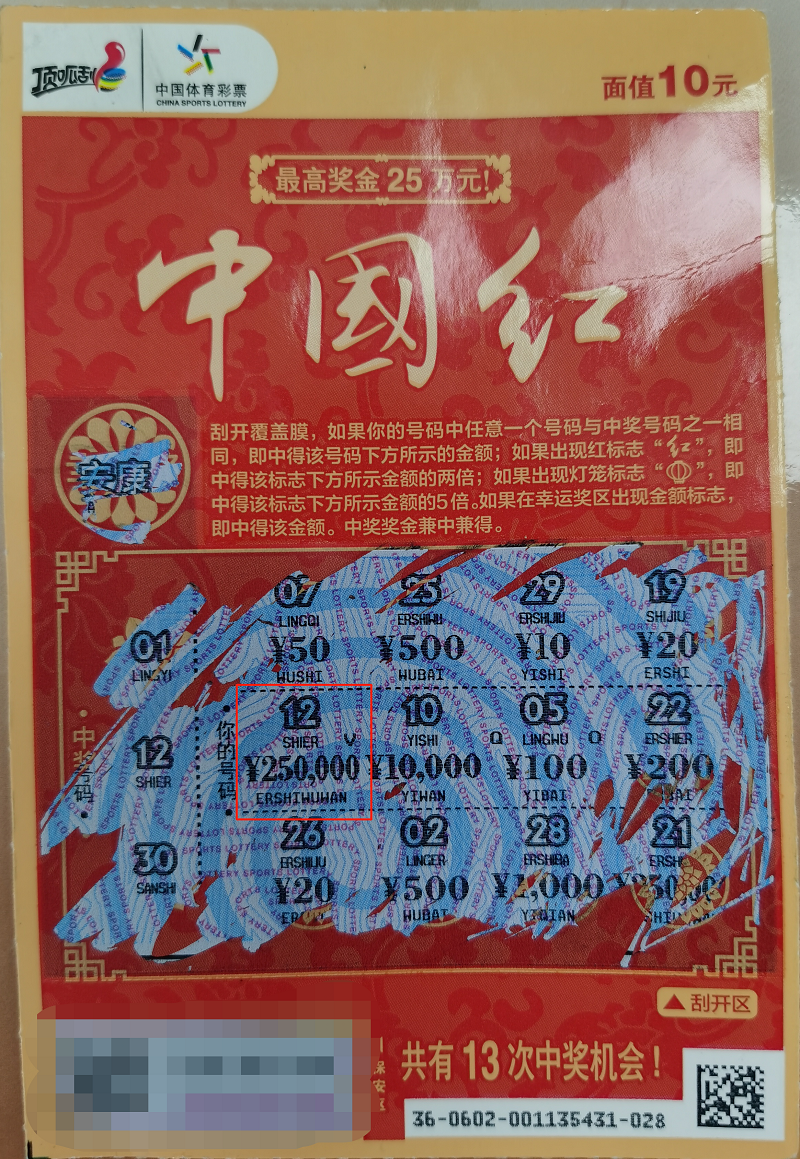 顶呱刮
中国体育彩票
CHINA SPORTS LOTTERY
面值10元
最高奖金25万元!
中國红
刮开覆盖膜，如果你的号码中任意一个号码与中奖号码之一相
同，即中得该号码下方所示的金额；如果出现红标志“红”，即
中得该标志下方所示金额的两倍；如果出现灯笼标志“”，即
中得该标志下方所示金额的5倍。如果在幸运奖区出现金额标志，
即中得该金额。中奖奖金兼中兼得。
安康
中奖号码
01
LINGYI
12
SHIER
30
SANSHI
你的号码
07 25 29 19
LINGQI ERSHIWU ERSHIJIU SHIJIU
¥50 ¥500 ¥10 ¥20
WUSHI WUBAI YISHI ERSHI
12 10 05 22
SHIER YISHI LINGWU ERSHIER
¥250,000 ¥10,000 ¥100 ¥200
ERSHIWUWAN YIWAN YIBAI
26 02 28 21
ERSHILIU LINGER ERSHIBA
¥20 ¥500 ¥1,000
WUBAI YIQIAN
▲刮开区
共有13次中奖机会！
36-0602-001135431-028